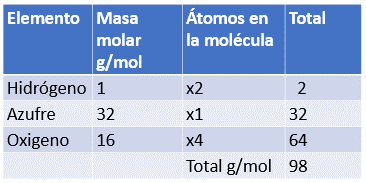 Elemento Masa molar g/mol Átomos en la molécula Total
Hidrógeno 1 x2 2
Azufre 32 x1 32
Oxigeno 16 x4 64
Total g/mol 98